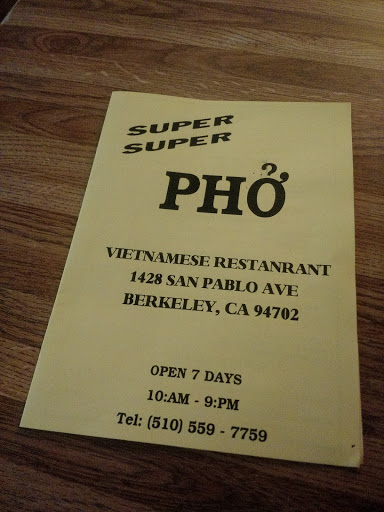 SUPER
SUPER
PHỞ
VIETNAMESE RESTANRANT
1428 SAN PABLO AVE
BERKELEY, CA 94702
OPEN 7 DAYS
10:AM - 9:PM
Tel: (510) 559 - 7759